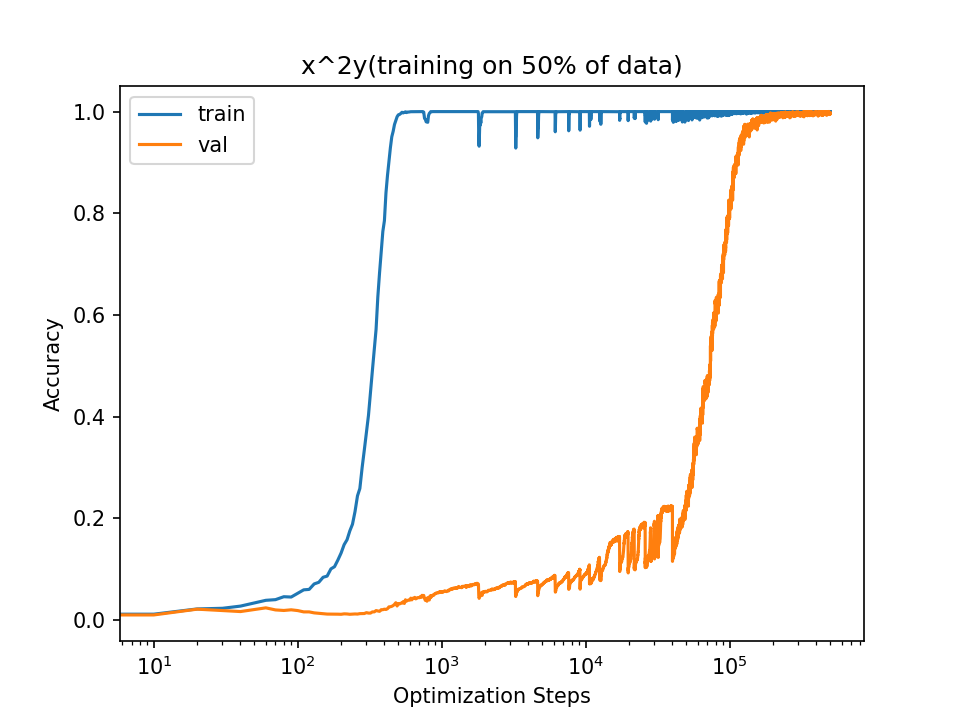 x^2y(training on 50% of data)
train
val
Accuracy
1.0
0.8
0.6
0.4
0.2
0.0
10¹ 10² 10³ 10⁴ 10⁵
Optimization Steps